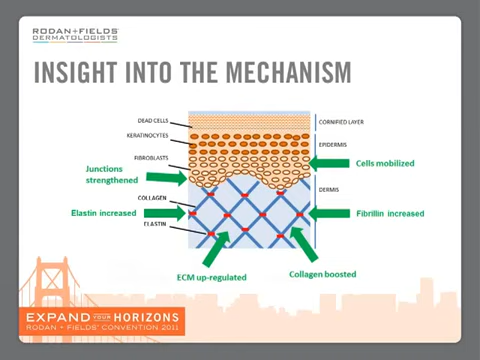 RODAN+FIELDS®
DERMATOLOGISTS
INSIGHT INTO THE MECHANISM
DEAD CELLS
CORNIFIED LAYER
KERATINOCYTES
EPIDERMIS
FIBROBLASTS
Cells mobilized
Junctions
strengthened
DERMIS
COLLAGEN
Elastin increased
Fibrillin increased
ELASTIN
ECM up-regulated
Collagen boosted
EXPAND YOUR HORIZONS
RODAN + FIELDS® CONVENTION 2011